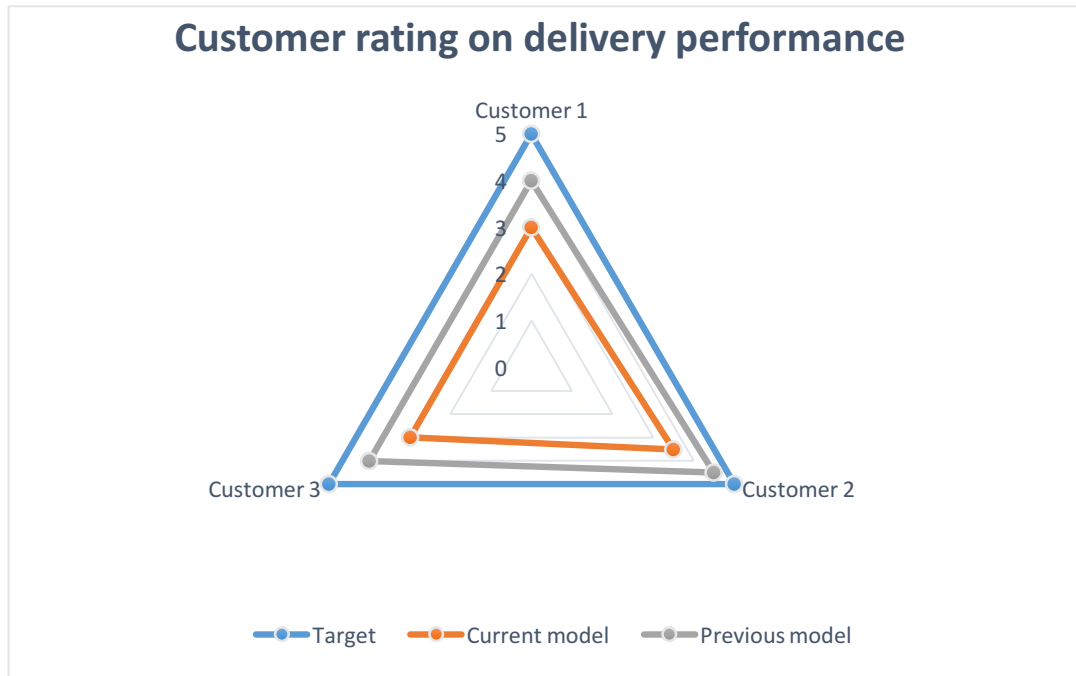 Customer rating on delivery performance
Customer 1
5
4
3
2
1
0
Customer 3
Customer 2
Target
Current model
Previous model